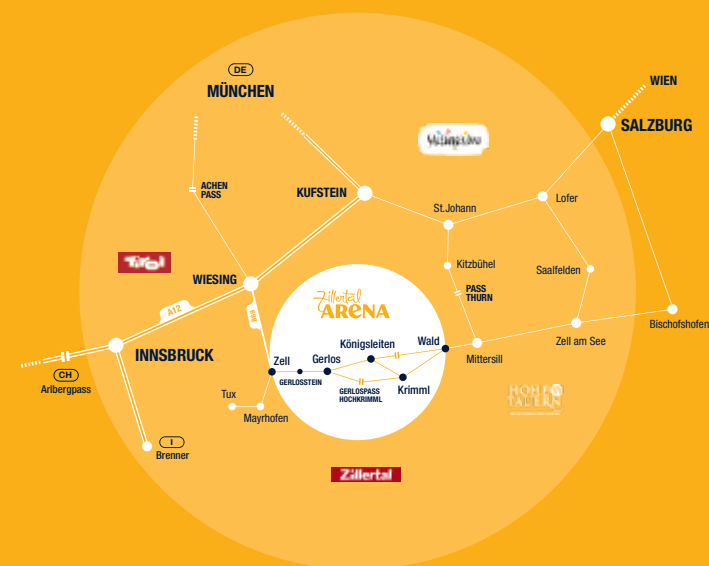 DE
MÜNCHEN
WIEN
SALZBURG
ACHEN
PASS
KUFSTEIN
Lofer
St.Johann
Tirol
WIESING
Kitzbühel
Saalfelden
PASS
THURN
A12
B169
Zillertal
ARENA
Bischofshofen
INNSBRUCK
Königsleiten
Wald
Zell am See
Zell
Gerlos
Mittersill
CH
Arlbergpass
GERLOSSTEIN
GERLOSPASS
HOCHKRIMML
Krimml
Tux
Mayrhofen
I
Brenner
Zillertal